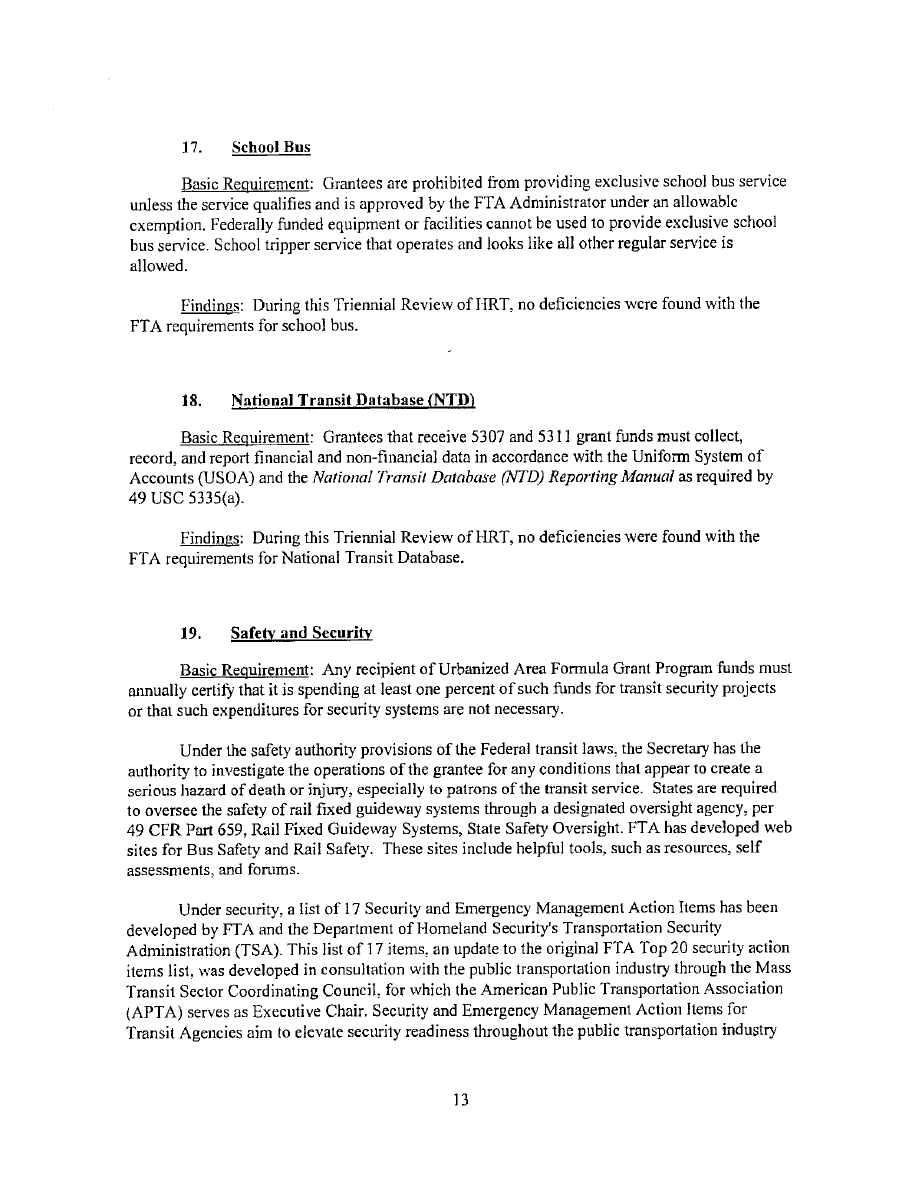 17. School Bus
Basic Requirement: Grantees are prohibited from providing exclusive school bus service
unless the service qualifies and is approved by the FTA Administrator under an allowable
exemption. Federally funded equipment or facilities cannot be used to provide exclusive school
bus service. School tripper service that operates and looks like all other regular service is
allowed.
Findings: During this Triennial Review of HRT, no deficiencies were found with the
FTA requirements for school bus.
18. National Transit Database (NTD)
Basic Requirement: Grantees that receive 5307 and 5311 grant funds must collect,
record, and report financial and non-financial data in accordance with the Uniform System of
Accounts (USOA) and the National Transit Database (NTD) Reporting Manual as required by
49 USC 5335(a).
Findings: During this Triennial Review of HRT, no deficiencies were found with the
FTA requirements for National Transit Database.
19. Safety and Security
Basic Requirement: Any recipient of Urbanized Area Formula Grant Program funds must
annually certify that it is spending at least one percent of such funds for transit security projects
or that such expenditures for security systems are not necessary.
Under the safety authority provisions of the Federal transit laws, the Secretary has the
authority to investigate the operations of the grantee for any conditions that appear to create a
serious hazard of death or injury, especially to patrons of the transit service. States are required
to oversee the safety of rail fixed guideway systems through a designated oversight agency, per
49 CFR Part 659, Rail Fixed Guideway Systems, State Safety Oversight. FTA has developed web
sites for Bus Safety and Rail Safety. These sites include helpful tools, such as resources, self
assessments, and forums.
Under security, a list of 17 Security and Emergency Management Action Items has been
developed by FTA and the Department of Homeland Security's Transportation Security
Administration (TSA). This list of 17 items, an update to the original FTA Top 20 security action
items list, was developed in consultation with the public transportation industry through the Mass
Transit Sector Coordinating Council, for which the American Public Transportation Association
(APTA) serves as Executive Chair. Security and Emergency Management Action Items for
Transit Agencies aim to elevate security readiness throughout the public transportation industry
13